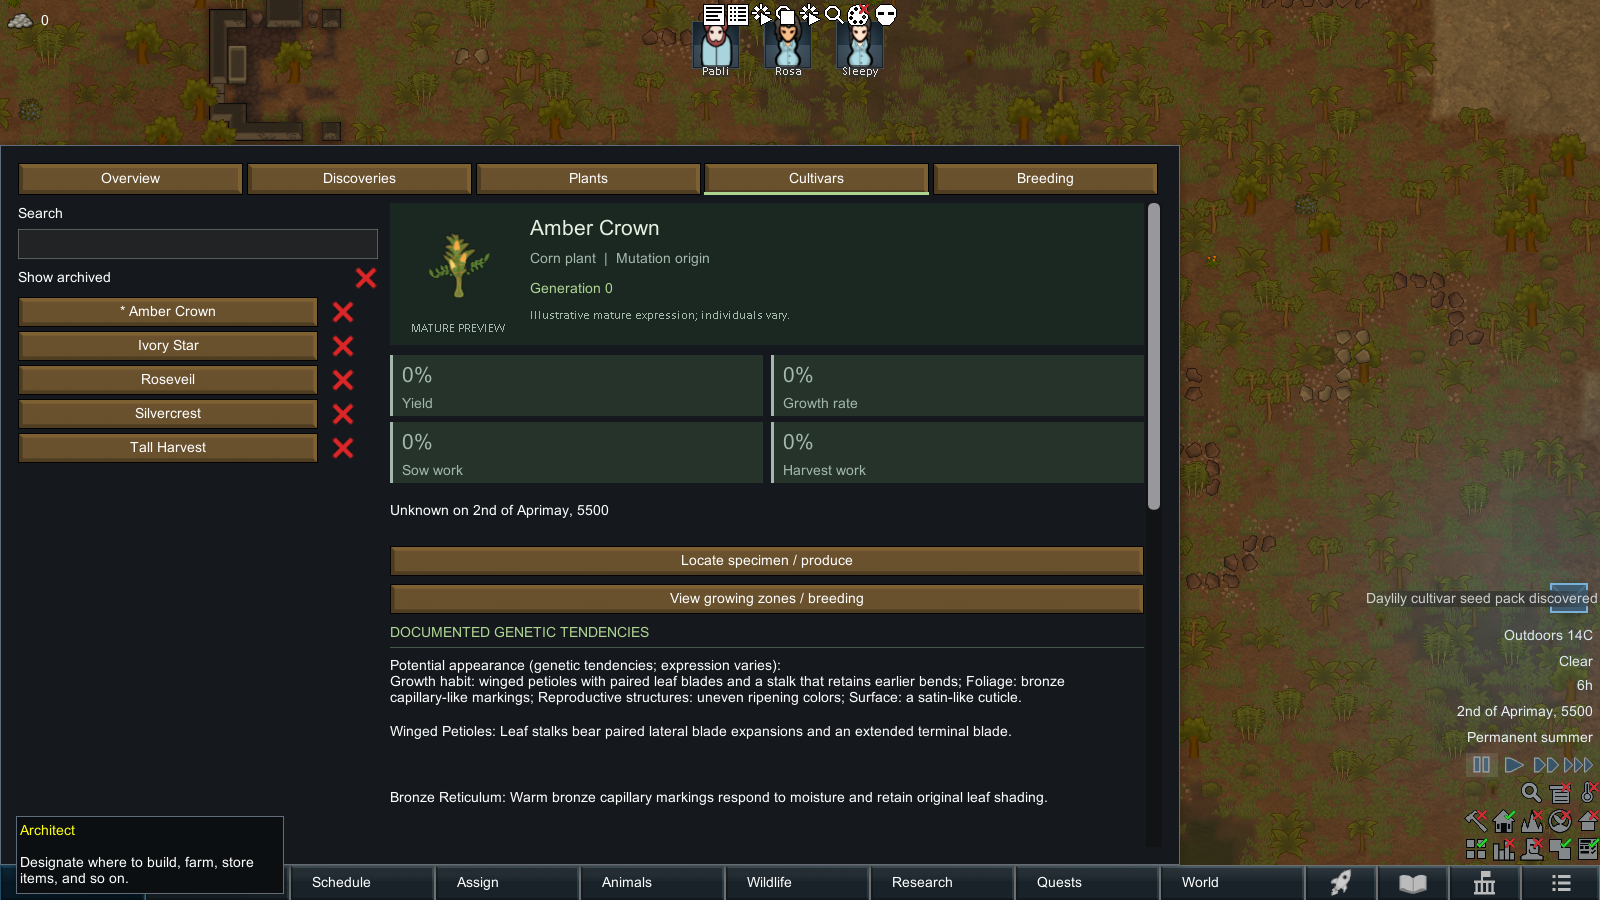 0
Pabli
Rosa
Sleepy
Overview
Discoveries
Plants
Cultivars
Breeding
Search
Show archived
* Amber Crown
Ivory Star
Roseveil
Silvercrest
Tall Harvest
Amber Crown
Corn plant | Mutation origin
Generation 0
Illustrative mature expression; individuals vary.
MATURE PREVIEW
0%
Yield
0%
Growth rate
0%
Sow work
0%
Harvest work
Unknown on 2nd of Aprimay, 5500
Locate specimen / produce
View growing zones / breeding
DOCUMENTED GENETIC TENDENCIES
Potential appearance (genetic tendencies; expression varies):
Growth habit: winged petioles with paired leaf blades and a stalk that retains earlier bends; Foliage: bronze
capillary-like markings; Reproductive structures: uneven ripening colors; Surface: a satin-like cuticle.
Winged Petioles: Leaf stalks bear paired lateral blade expansions and an extended terminal blade.
Bronze Reticulum: Warm bronze capillary markings respond to moisture and retain original leaf shading.
Daylily cultivar seed pack discovered
Outdoors 14C
Clear
6h
2nd of Aprimay, 5500
Permanent summer
Architect
Designate where to build, farm, store
items, and so on.
Schedule
Assign
Animals
Wildlife
Research
Quests
World